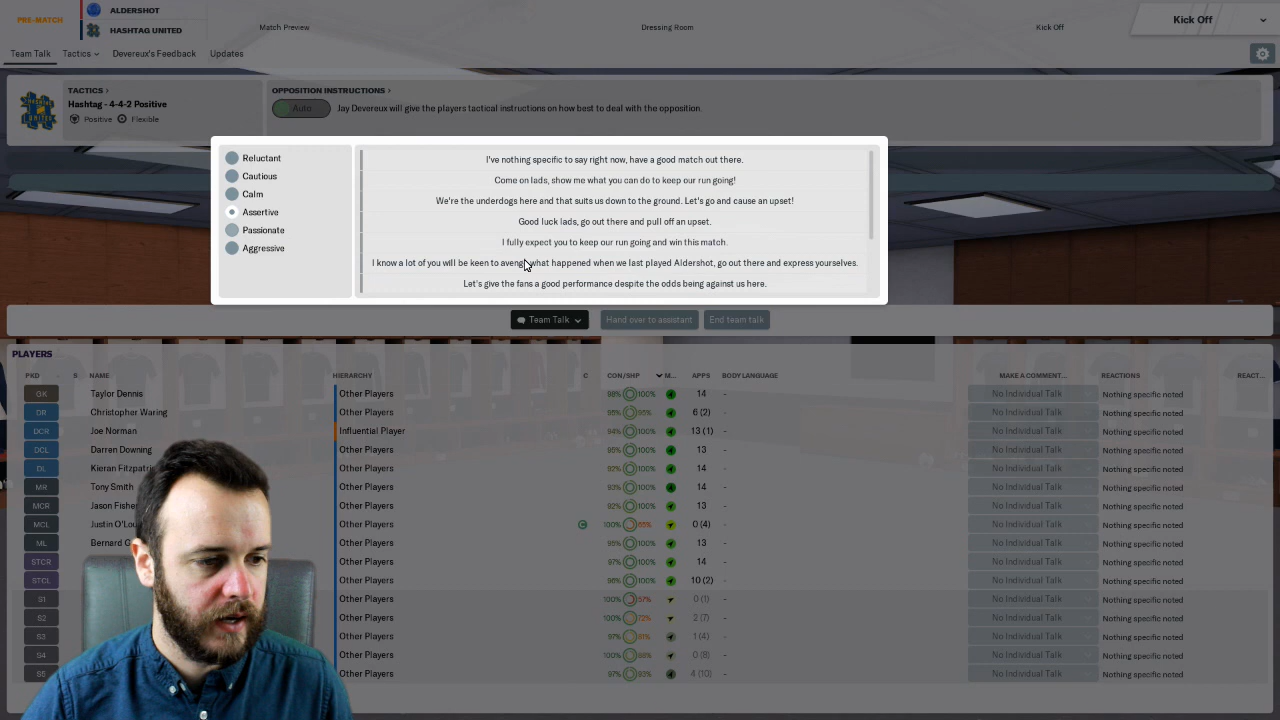 PRE-MATCH
ALDERSHOT
HASHTAG UNITED
Match Preview
Dressing Room
Kick Off
Kick Off
Team Talk
Tactics
Devereux's Feedback
Updates
TACTICS ›
Hashtag - 4-4-2 Positive
Positive
Flexible
OPPOSITION INSTRUCTIONS ›
Auto
Jay Devereux will give the players tactical instructions on how best to deal with the opposition.
Reluctant
Cautious
Calm
Assertive
Passionate
Aggressive
I've nothing specific to say right now, have a good match out there.
Come on lads, show me what you can do to keep our run going!
We're the underdogs here and that suits us down to the ground. Let's go and cause an upset!
Good luck lads, go out there and pull off an upset.
I fully expect you to keep our run going and win this match.
I know a lot of you will be keen to aveng what happened when we last played Aldershot, go out there and express yourselves.
Let's give the fans a good performance despite the odds being against us here.
Team Talk
Hand over to assistant
End team talk
PLAYERS
PKD S NAME HIERARCHY C CON/SHP M... APPS BODY LANGUAGE MAKE A COMMENT... REACTIONS REACT...
GK Taylor Dennis Other Players 98% 100% 14 - No Individual Talk Nothing specific noted
DR Christopher Waring Other Players 95% 6 (2) - No Individual Talk Nothing specific noted
DCR Joe Norman Influential Player 94% 100% 13 (1) - No Individual Talk Nothing specific noted
DCL Darren Downing Other Players 100% 13 - No Individual Talk Nothing specific noted
DL Kieran Fitzpatri Other Players 92% 100% 14 - No Individual Talk Nothing specific noted
MR Tony Smith Other Players 93% 100% 14 - No Individual Talk Nothing specific noted
MCR Jason Fisher Other Players 92% 100% 14 - No Individual Talk Nothing specific noted
MCL Justin O'Lou Other Players C 100% 14 0 (4) - No Individual Talk Nothing specific noted
ML Bernard G Other Players 100% 13 - No Individual Talk Nothing specific noted
STCR Other Players 97% 100% 14 - No Individual Talk Nothing specific noted
STCL Other Players 100% 10 (2) - No Individual Talk Nothing specific noted
S1 Other Players 100% 57% 0 (1) - No Individual Talk Nothing specific noted
S2 Other Players 100% 72% 2 (7) - No Individual Talk Nothing specific noted
S3 Other Players 97% 1 (4) - No Individual Talk Nothing specific noted
S4 Other Players 100% 0 (8) - No Individual Talk Nothing specific noted
S5 Other Players 97% 93% 4 (10) - No Individual Talk Nothing specific noted